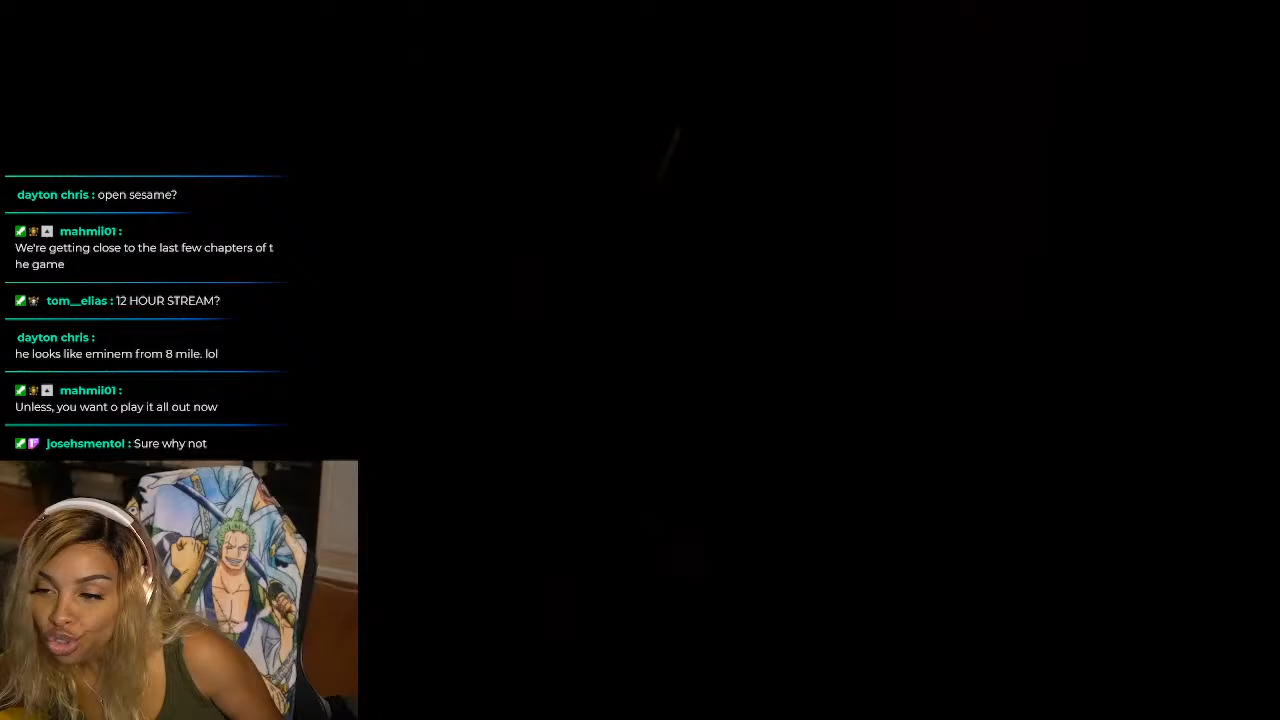 dayton chris : open sesame?
mahmii01 :
We're getting close to the last few chapters of t
he game
tom__elias : 12 HOUR STREAM?
dayton chris :
he looks like eminem from 8 mile. lol
mahmii01 :
Unless, you want o play it all out now
josehsmentol : Sure why not